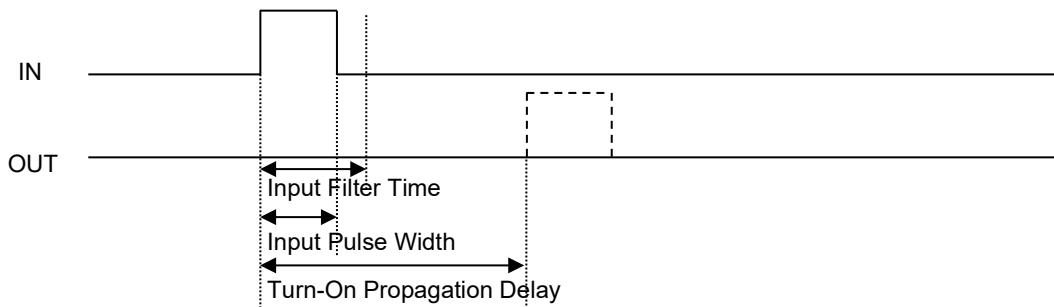 IN
OUT
Input Filter Time
Input Pulse Width
Turn-On Propagation Delay